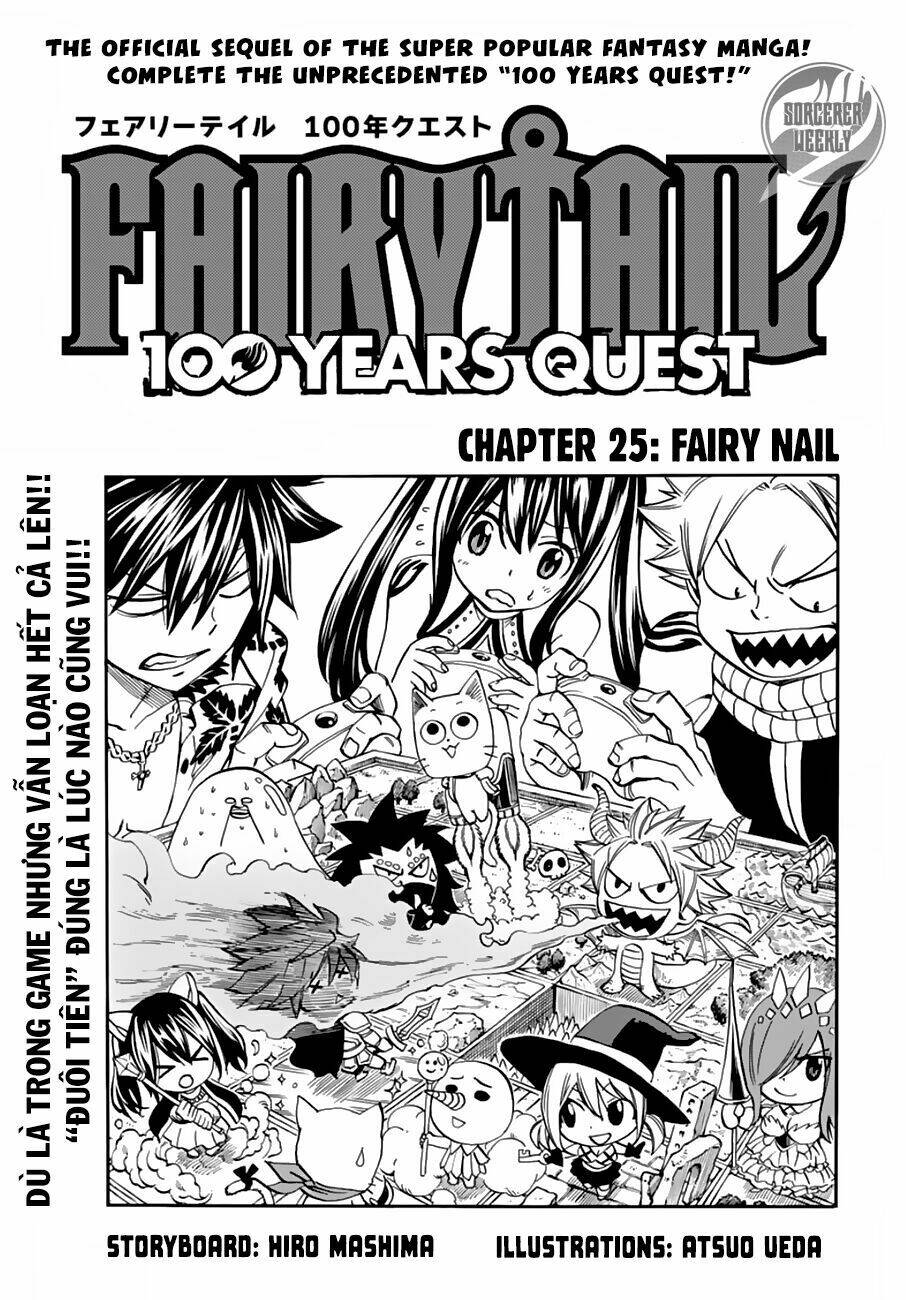 THE OFFICIAL SEQUEL OF THE SUPER POPULAR FANTASY MANGA!
COMPLETE THE UNPRECEDENTED “100 YEARS QUEST!”
SORCERER
WEEKLY
フェアリーテイル 100年クエスト
FAIRY TAIL
100 YEARS QUEST
CHAPTER 25: FAIRY NAIL
DÙ LÀ TRONG GAME NHƯNG VẪN LOẠN HẾT CẢ LÊN!!
“ĐUÔI TIÊN” ĐÚNG LÀ LÚC NÀO CŨNG VUI!!
STORYBOARD: HIRO MASHIMA
ILLUSTRATIONS: ATSUO UEDA